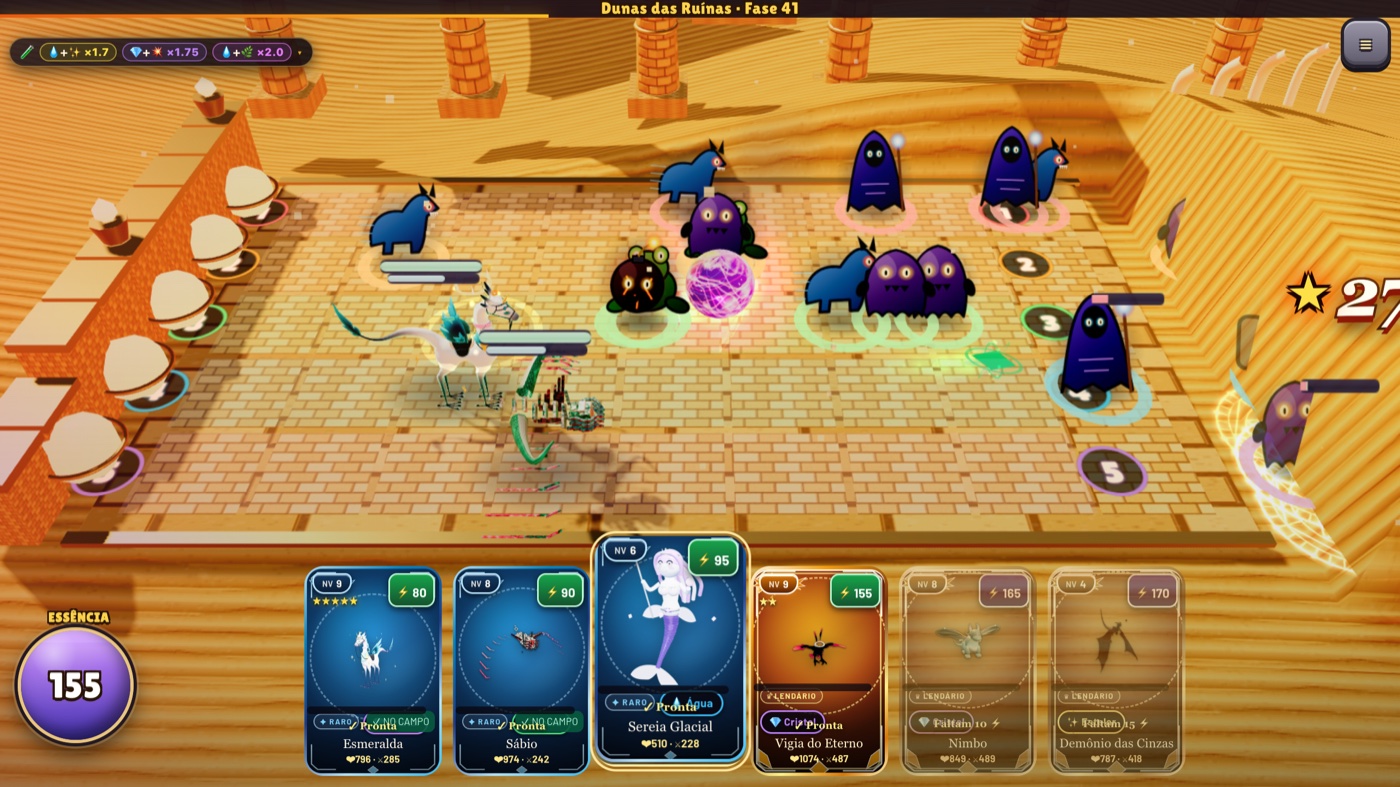 Dunas das Ruínas · Fase 41
×1.7
×1.75
×2.0
27
1
2
3
5
ESSÊNCIA
155
NV 9
80
RARO
NO CAMPO
Pronta
Esmeralda
796 · 285
NV 8
90
RARO
NO CAMPO
Pronta
Sábio
974 · 242
NV 6
95
RARO
Água
Pronta
Sereia Glacial
510 · 228
NV 9
155
LENDÁRIO
Cristal
Pronta
Vigia do Eterno
1074 · 487
NV 8
165
LENDÁRIO
Faltam 10
Nimbo
849 · 489
NV 4
170
LENDÁRIO
Faltam 15
Demônio das Cinzas
787 · 418